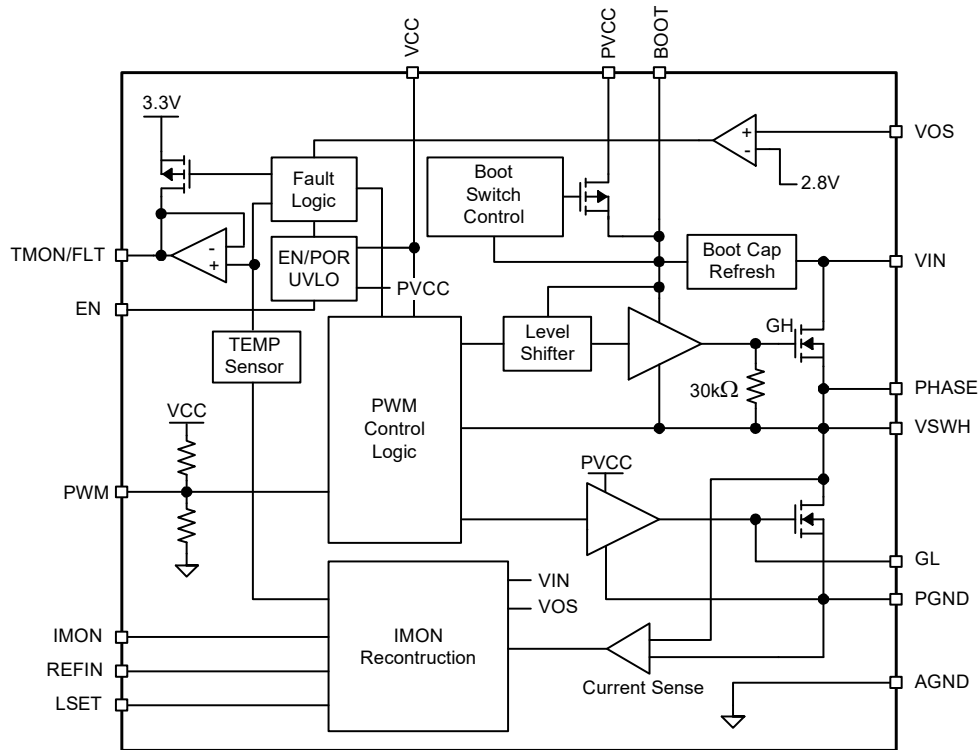 VCC
PVCC
BOOT
3.3V
VOS
+
-
2.8V
Fault
Logic
Boot
Switch
Control
TMON/FLT
-
+
EN/POR
UVLO
PVCC
Boot Cap
Refresh
VIN
EN
TEMP
Sensor
Level
Shifter
GH
30kΩ
PHASE
VCC
PWM
Control
Logic
VSWH
PVCC
PWM
GL
VIN
VOS
PGND
IMON
IMON
Recontruction
REFIN
Current Sense
AGND
LSET